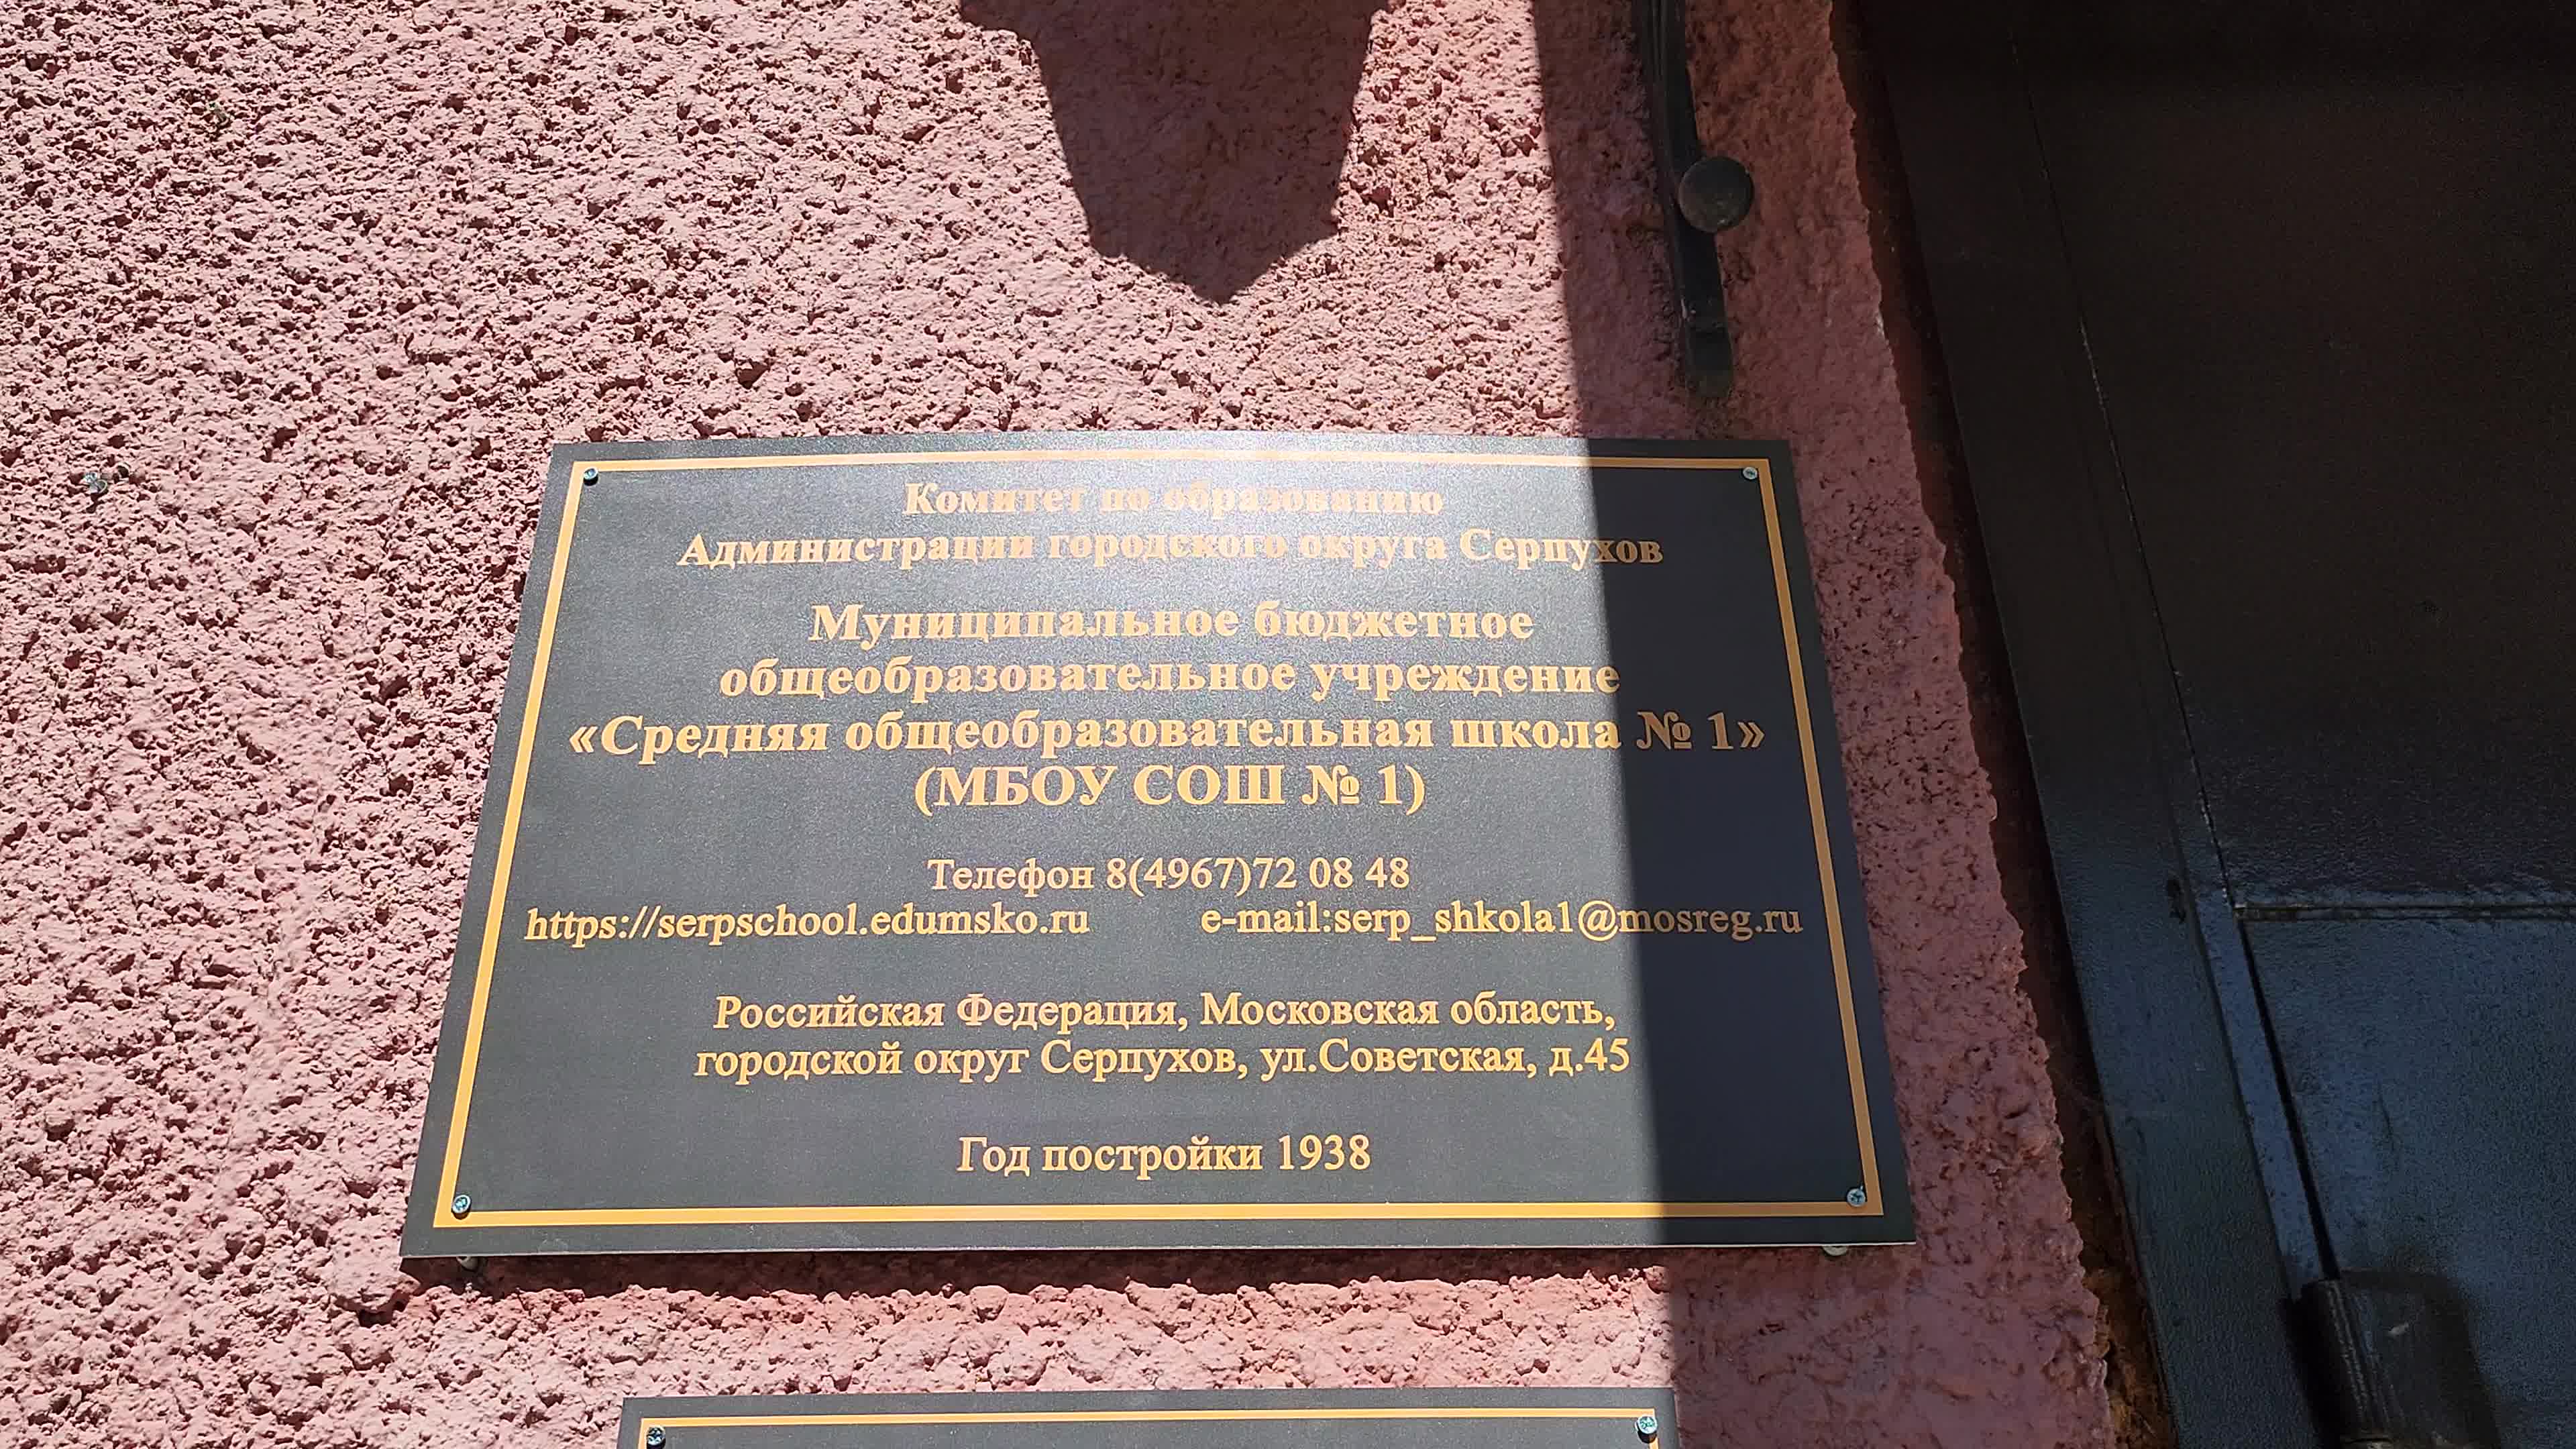 Комитет по образованию
Администрации городского округа Серпухов
Муниципальное бюджетное
общеобразовательное учреждение
«Средняя общеобразовательная школа № 1»
(МБОУ СОШ № 1)
Телефон 8(4967)72 08 48
https://serpschool.edumsko.ru e-mail:serp_shkola1@mosreg.ru
Российская Федерация, Московская область,
городской округ Серпухов, ул.Советская, д.45
Год постройки 1938